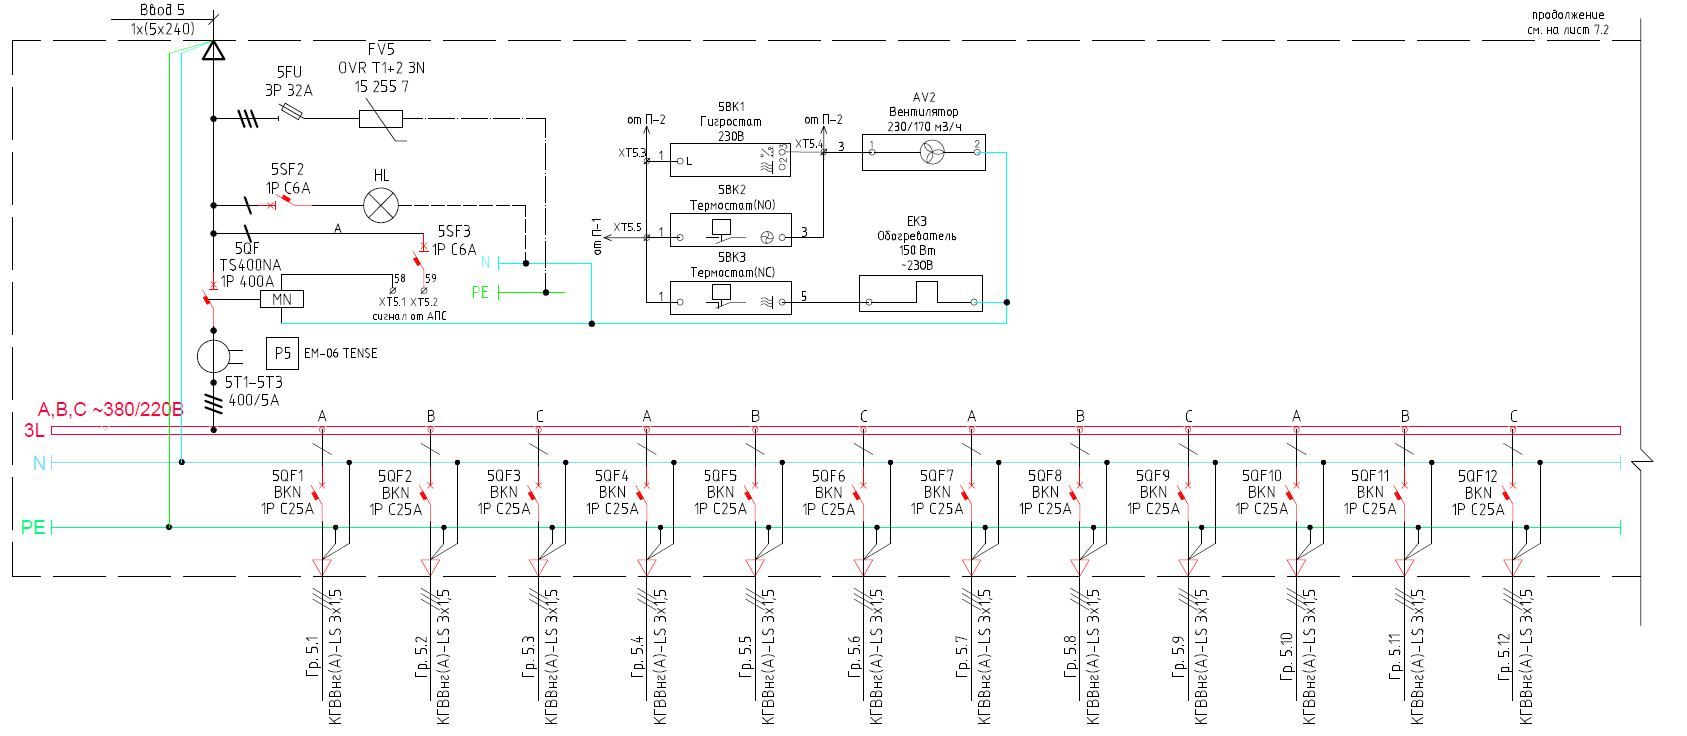 Ввод 5
1x(5x240)
продолжение
см. на лист 7.2
FV5
OVR T1+2 3N
15 255 7
5FU
3P 32A
5SF2
1P C6A
HL
A
5SF3
1P C6A
5QF
TS400NA
1P 400A
MN
58
59
XT5.1 XT5.2
сигнал от АПС
N
PE
P5
EM-06 TENSE
5T1-5T3
400/5A
от П-2
XT5.3
5BK1
Гигростат
230В
1
L
3
2
от П-2
XT5.4
3
AV2
Вентилятор
230/170 м3/ч
1
2
от П-1
XT5.5
5BK2
Термостат(NO)
1
3
5BK3
Термостат(NC)
1
5
EK3
Обогреватель
150 Вт
~230В
A,B,C ~380/220В
3L
N
PE
A
B
C
A
B
C
A
B
C
A
B
C
5QF1
BKN
1P C25A
5QF2
BKN
1P C25A
5QF3
BKN
1P C25A
5QF4
BKN
1P C25A
5QF5
BKN
1P C25A
5QF6
BKN
1P C25A
5QF7
BKN
1P C25A
5QF8
BKN
1P C25A
5QF9
BKN
1P C25A
5QF10
BKN
1P C25A
5QF11
BKN
1P C25A
5QF12
BKN
1P C25A
Гр. 5.1
КГВВнг(А)-LS 3x1,5
Гр. 5.2
КГВВнг(А)-LS 3x1,5
Гр. 5.3
КГВВнг(А)-LS 3x1,5
Гр. 5.4
КГВВнг(А)-LS 3x1,5
Гр. 5.5
КГВВнг(А)-LS 3x1,5
Гр. 5.6
КГВВнг(А)-LS 3x1,5
Гр. 5.7
КГВВнг(А)-LS 3x1,5
Гр. 5.8
КГВВнг(А)-LS 3x1,5
Гр. 5.9
КГВВнг(А)-LS 3x1,5
Гр. 5.10
КГВВнг(А)-LS 3x1,5
Гр. 5.11
КГВВнг(А)-LS 3x1,5
Гр. 5.12
КГВВнг(А)-LS 3x1,5